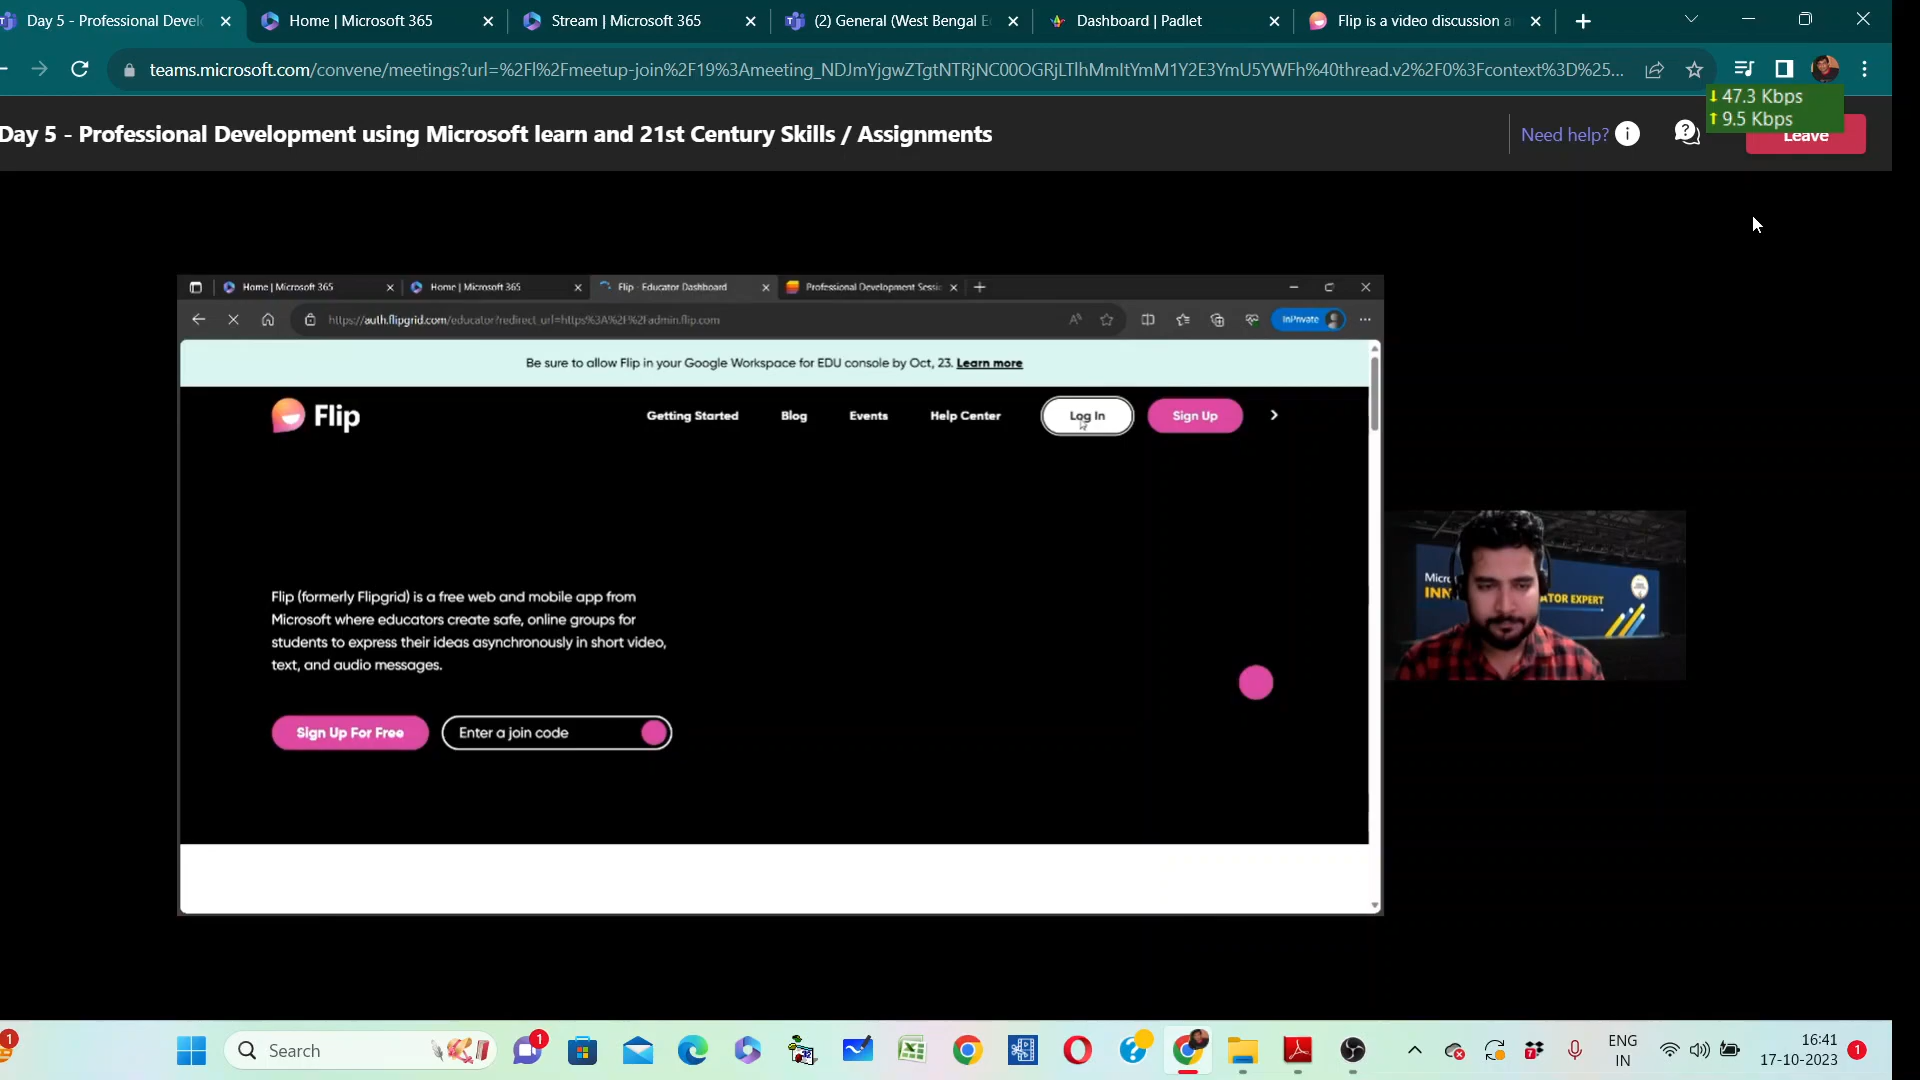 Day 5 - Professional Devel
Home | Microsoft 365
Stream | Microsoft 365
(2) General (West Bengal E
Dashboard | Padlet
Flip is a video discussion a
teams.microsoft.com/convene/meetings?url=%2Fl%2Fmeetup-join%2F19%3Ameeting_NDJmYjgwZTgtNTRjNC00OGRjLTlhMmItYmM1Y2E3YmU5YWFh%40thread.v2%2F0%3Fcontext%3D%25...
47.3 Kbps
9.5 Kbps
Day 5 - Professional Development using Microsoft learn and 21st Century Skills / Assignments
Need help?
Leave
Home | Microsoft 365
Home | Microsoft 365
Flip - Educator Dashboard
Professional Development Sessi
https://auth.flipgrid.com/educator?redirect_url=https%3A%2F%2Fadmin.flip.com
InPrivate
Be sure to allow Flip in your Google Workspace for EDU console by Oct, 23. Learn more
Flip
Getting Started
Blog
Events
Help Center
Log In
Sign Up
Flip (formerly Flipgrid) is a free web and mobile app from
Microsoft where educators create safe, online groups for
students to express their ideas asynchronously in short video,
text, and audio messages.
Sign Up For Free
Enter a join code
Micr
INN
ATOR EXPERT
1
Search
1
ENG
IN
16:41
17-10-2023
1